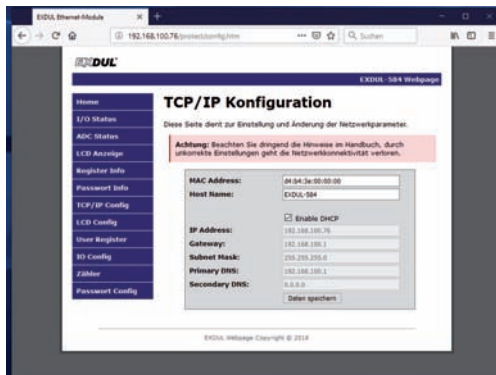 EXDUL Ethernet-Module
192.168.100.76/protect/config.htm
Suchen
EXDUL
EXDUL-584 Webpage
Home
I/O Status
ADC Status
LCD Anzeige
Register Info
Passwort Info
TCP/IP Config
LCD Config
User Register
IO Config
Zähler
Passwort Config
TCP/IP Konfiguration
Diese Seite dient zur Einstellung und Änderung der Netzwerkparameter.
Achtung: Beachten Sie dringend die Hinweise im Handbuch, durch
unkorrekte Einstellungen geht die Netzwerkkonnektivität verloren.
MAC Address:
Host Name: EXDUL-584
Enable DHCP
IP Address: 192.168.100.76
Gateway: 192.168.100.1
Subnet Mask: 255.255.255.0
Primary DNS: 192.168.100.1
Secondary DNS: 0.0.0.0
Daten speichern
EXDUL Webpage Copyright © 2018